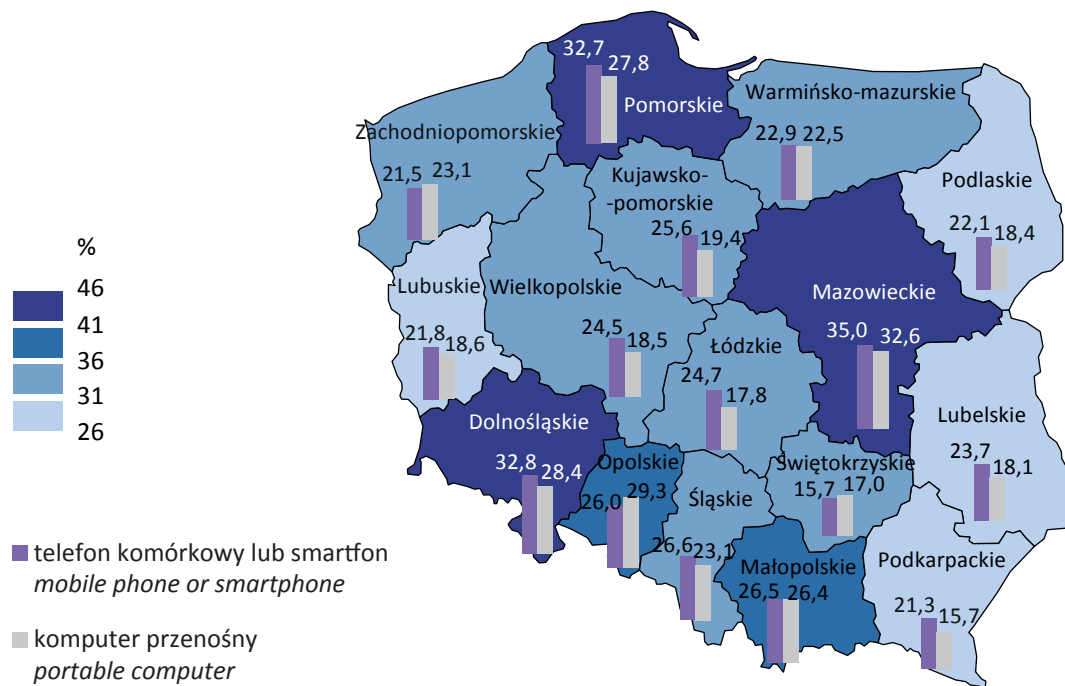 32,7
27,8
Pomorskie
Warmińsko-mazurskie
22,9 22,5
Zachodniopomorskie
21,5 23,1
Kujawsko-
-pomorskie
25,6
19,4
Podlaskie
22,1
18,4
%
46
41
36
31
26
Lubuskie
21,8
18,6
Wielkopolskie
24,5
18,5
Mazowieckie
35,0
32,6
Łódzkie
24,7
17,8
Lubelskie
23,7
18,1
Dolnośląskie
32,8
28,4
Opolskie
26,0
29,3
Śląskie
26,6
23,1
Świętokrzyskie
15,7 17,0
Małopolskie
26,5 26,4
Podkarpackie
21,3
15,7
telefon komórkowy lub smartfon
mobile phone or smartphone
komputer przenośny
portable computer